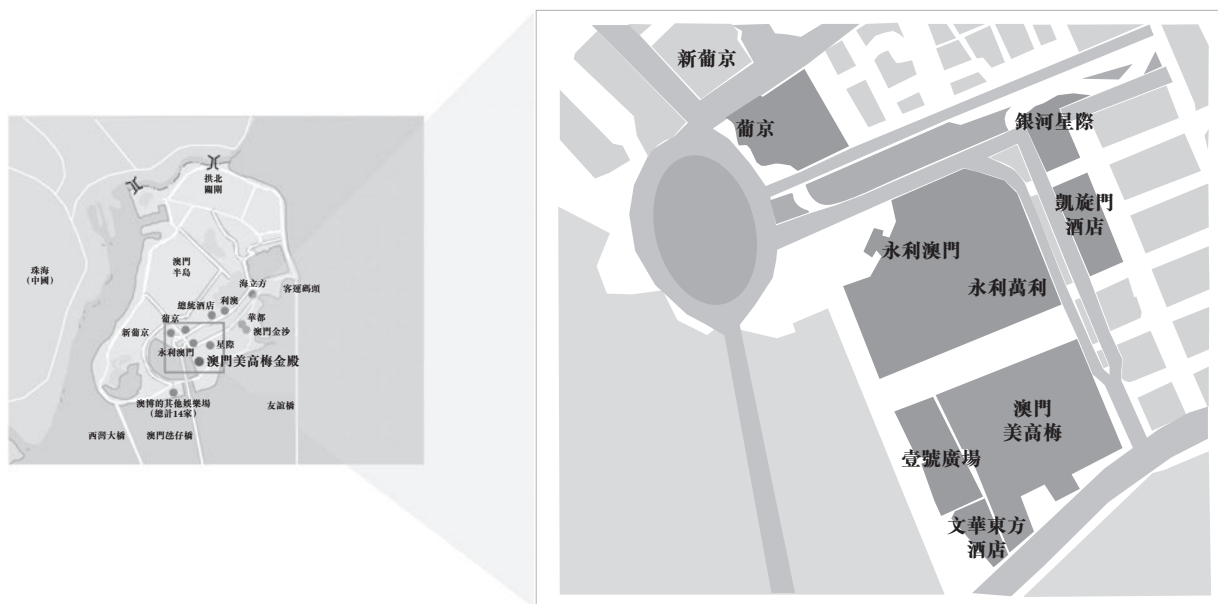 拱北
關閘
珠海
(中國)
澳門
半島
海立方
客運碼頭
總統酒店
利澳
葡京
華都
新葡京
澳門金沙
永利澳門
星際
澳門美高梅金殿
澳博的其他娛樂場
(總計14家)
友誼橋
西灣大橋
澳門氹仔橋
新葡京
葡京
銀河星際
凱旋門
酒店
永利澳門
永利萬利
澳門
美高梅
壹號廣場
文華東方
酒店